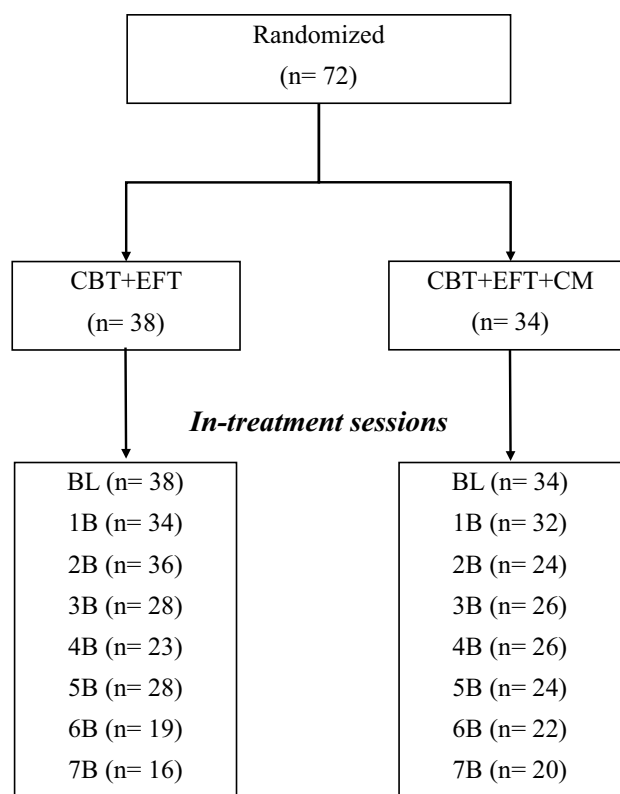 Randomized
(n= 72)
CBT+EFT
(n= 38)
CBT+EFT+CM
(n= 34)
In-treatment sessions
BL (n= 38)
1B (n= 34)
2B (n= 36)
3B (n= 28)
4B (n= 23)
5B (n= 28)
6B (n= 19)
7B (n= 16)
BL (n= 34)
1B (n= 32)
2B (n= 24)
3B (n= 26)
4B (n= 26)
5B (n= 24)
6B (n= 22)
7B (n= 20)